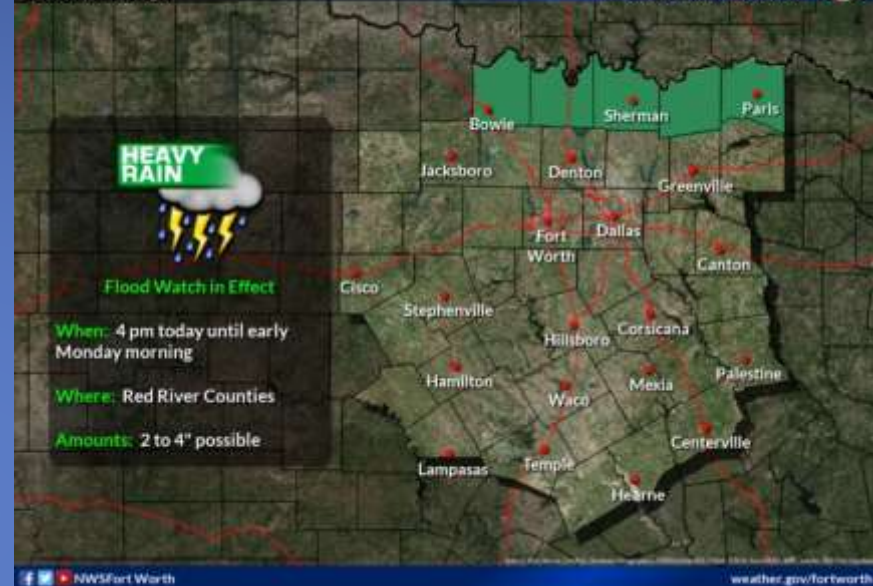 HEAVY
RAIN
Flood Watch in Effect
When: 4 pm today until early
Monday morning
Where: Red River Counties
Amounts: 2 to 4" possible
Bowie
Sherman
Paris
Jacksboro
Denton
Greenville
Fort
Worth
Dallas
Canton
Cisco
Stephenville
Hillsboro
Corsicana
Hamilton
Mexia
Palestine
Waco
Centerville
Lampasas
Temple
Hearne
NWSFort Worth
weather.gov/fortworth